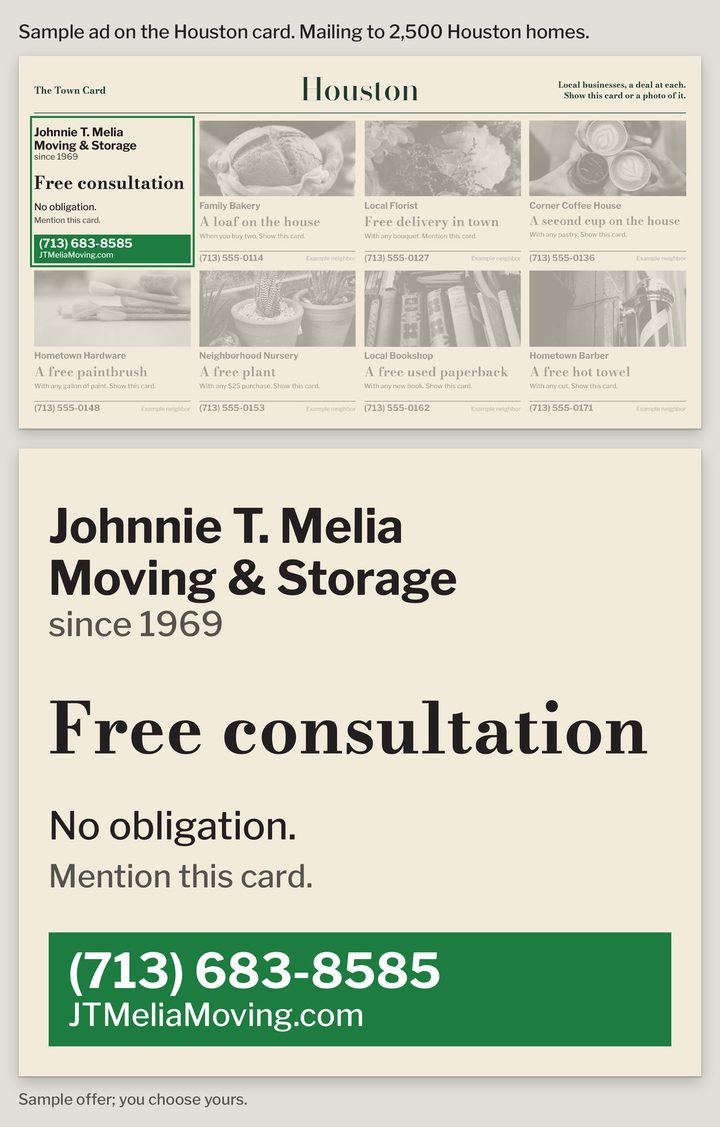 Sample ad on the Houston card. Mailing to 2,500 Houston homes.
The Town Card
Houston
Local businesses, a deal at each.
Show this card or a photo of it.
Johnnie T. Melia
Moving & Storage
since 1969
Free consultation
No obligation.
Mention this card.
(713) 683-8585
JTMeliaMoving.com
Family Bakery
A loaf on the house
When you buy two. Show this card.
(713) 555-0114
Example neighbor
Local Florist
Free delivery in town
With any bouquet. Mention this card.
(713) 555-0127
Example neighbor
Corner Coffee House
A second cup on the house
With any pastry. Show this card.
(713) 555-0136
Example neighbor
Hometown Hardware
A free paintbrush
With any gallon of paint. Show this card.
(713) 555-0148
Example neighbor
Neighborhood Nursery
A free plant
With any $25 purchase. Show this card.
(713) 555-0153
Example neighbor
Local Bookshop
A free used paperback
With any new book. Show this card.
(713) 555-0162
Example neighbor
Hometown Barber
A free hot towel
With any cut. Show this card.
(713) 555-0171
Example neighbor
Johnnie T. Melia
Moving & Storage
since 1969
Free consultation
No obligation.
Mention this card.
(713) 683-8585
JTMeliaMoving.com
Sample offer; you choose yours.